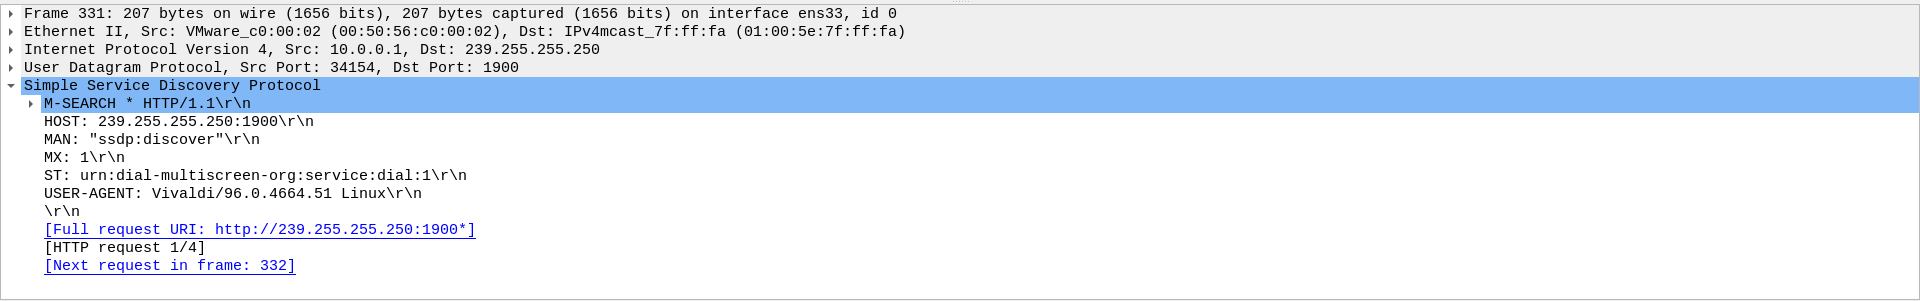 Frame 331: 207 bytes on wire (1656 bits), 207 bytes captured (1656 bits) on interface ens33, id 0
Ethernet II, Src: VMware_c0:00:02 (00:50:56:c0:00:02), Dst: IPv4mcast_7f:ff:fa (01:00:5e:7f:ff:fa)
Internet Protocol Version 4, Src: 10.0.0.1, Dst: 239.255.255.250
User Datagram Protocol, Src Port: 34154, Dst Port: 1900
Simple Service Discovery Protocol
M-SEARCH * HTTP/1.1\r\n
HOST: 239.255.255.250:1900\r\n
MAN: "ssdp:discover"\r\n
MX: 1\r\n
ST: urn:dial-multiscreen-org:service:dial:1\r\n
USER-AGENT: Vivaldi/96.0.4664.51 Linux\r\n
\r\n
[Full request URI: http://239.255.255.250:1900*]
[HTTP request 1/4]
[Next request in frame: 332]